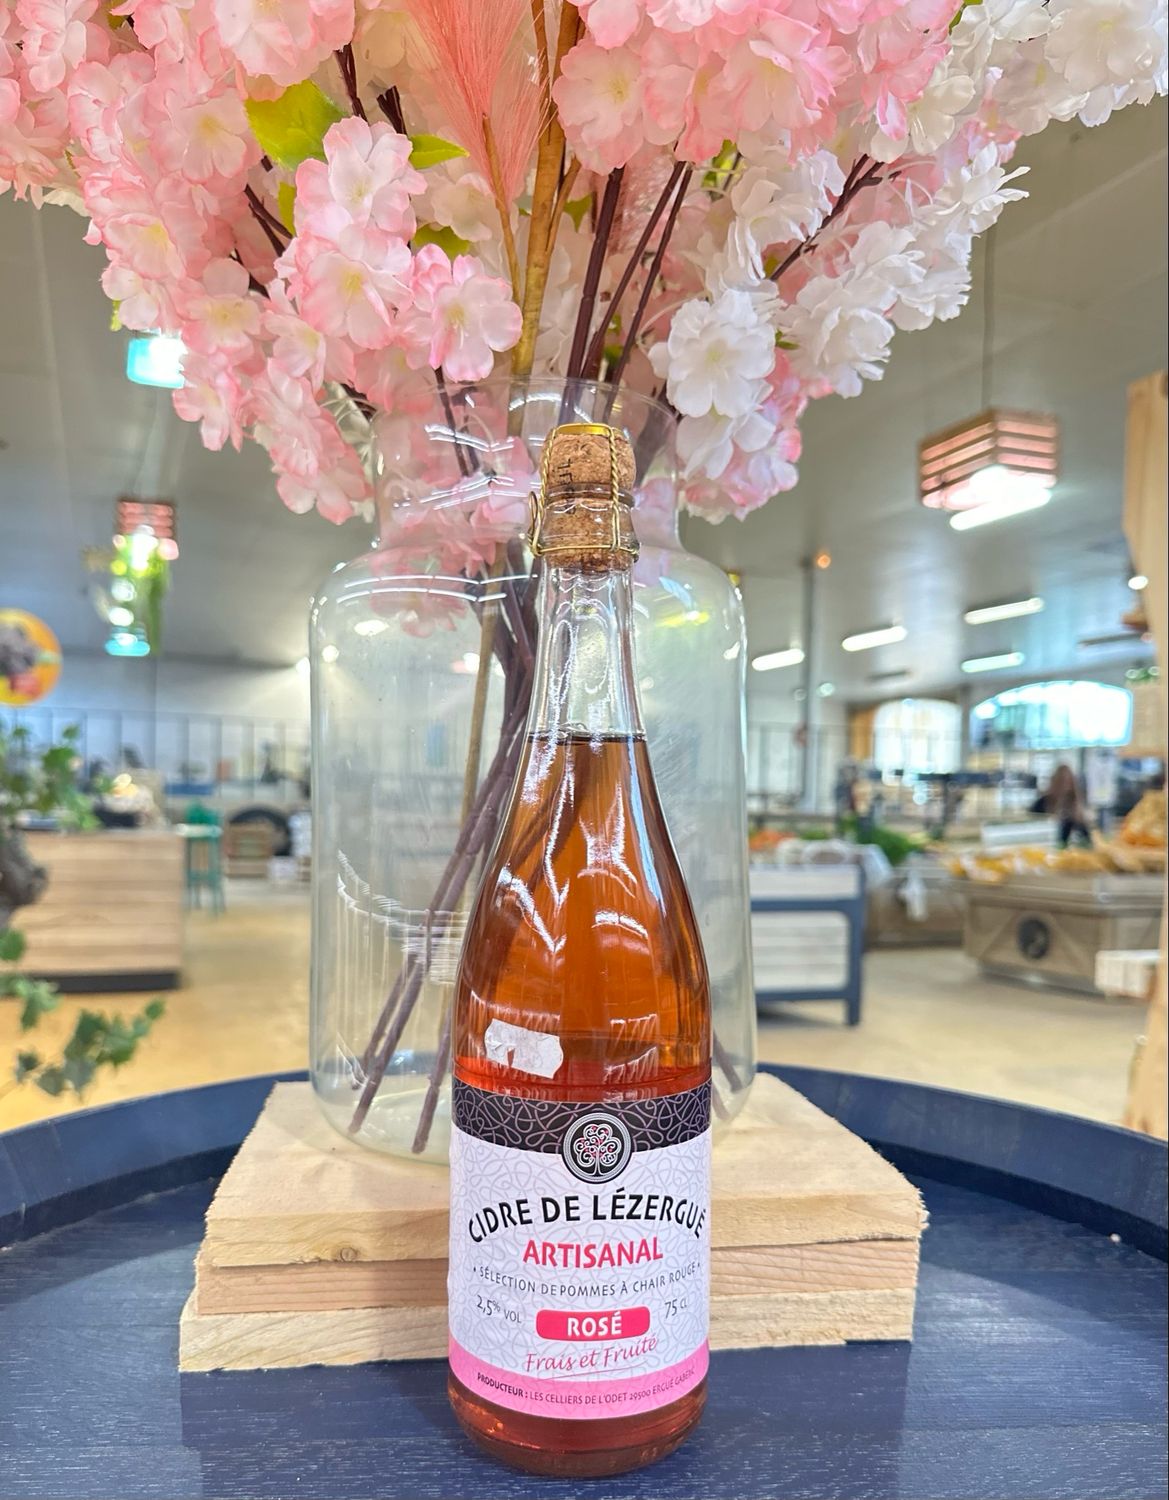 CIDRE DE LÉZERGUÉ
ARTISANAL
• SÉLECTION DE POMMES À CHAIR ROUGE •
2,5% VOL
75 CL
ROSÉ
Frais et Fruité
PRODUCTEUR : LES CELLIERS DE L'ODET 29500 ERGUÉ GABÉRIC